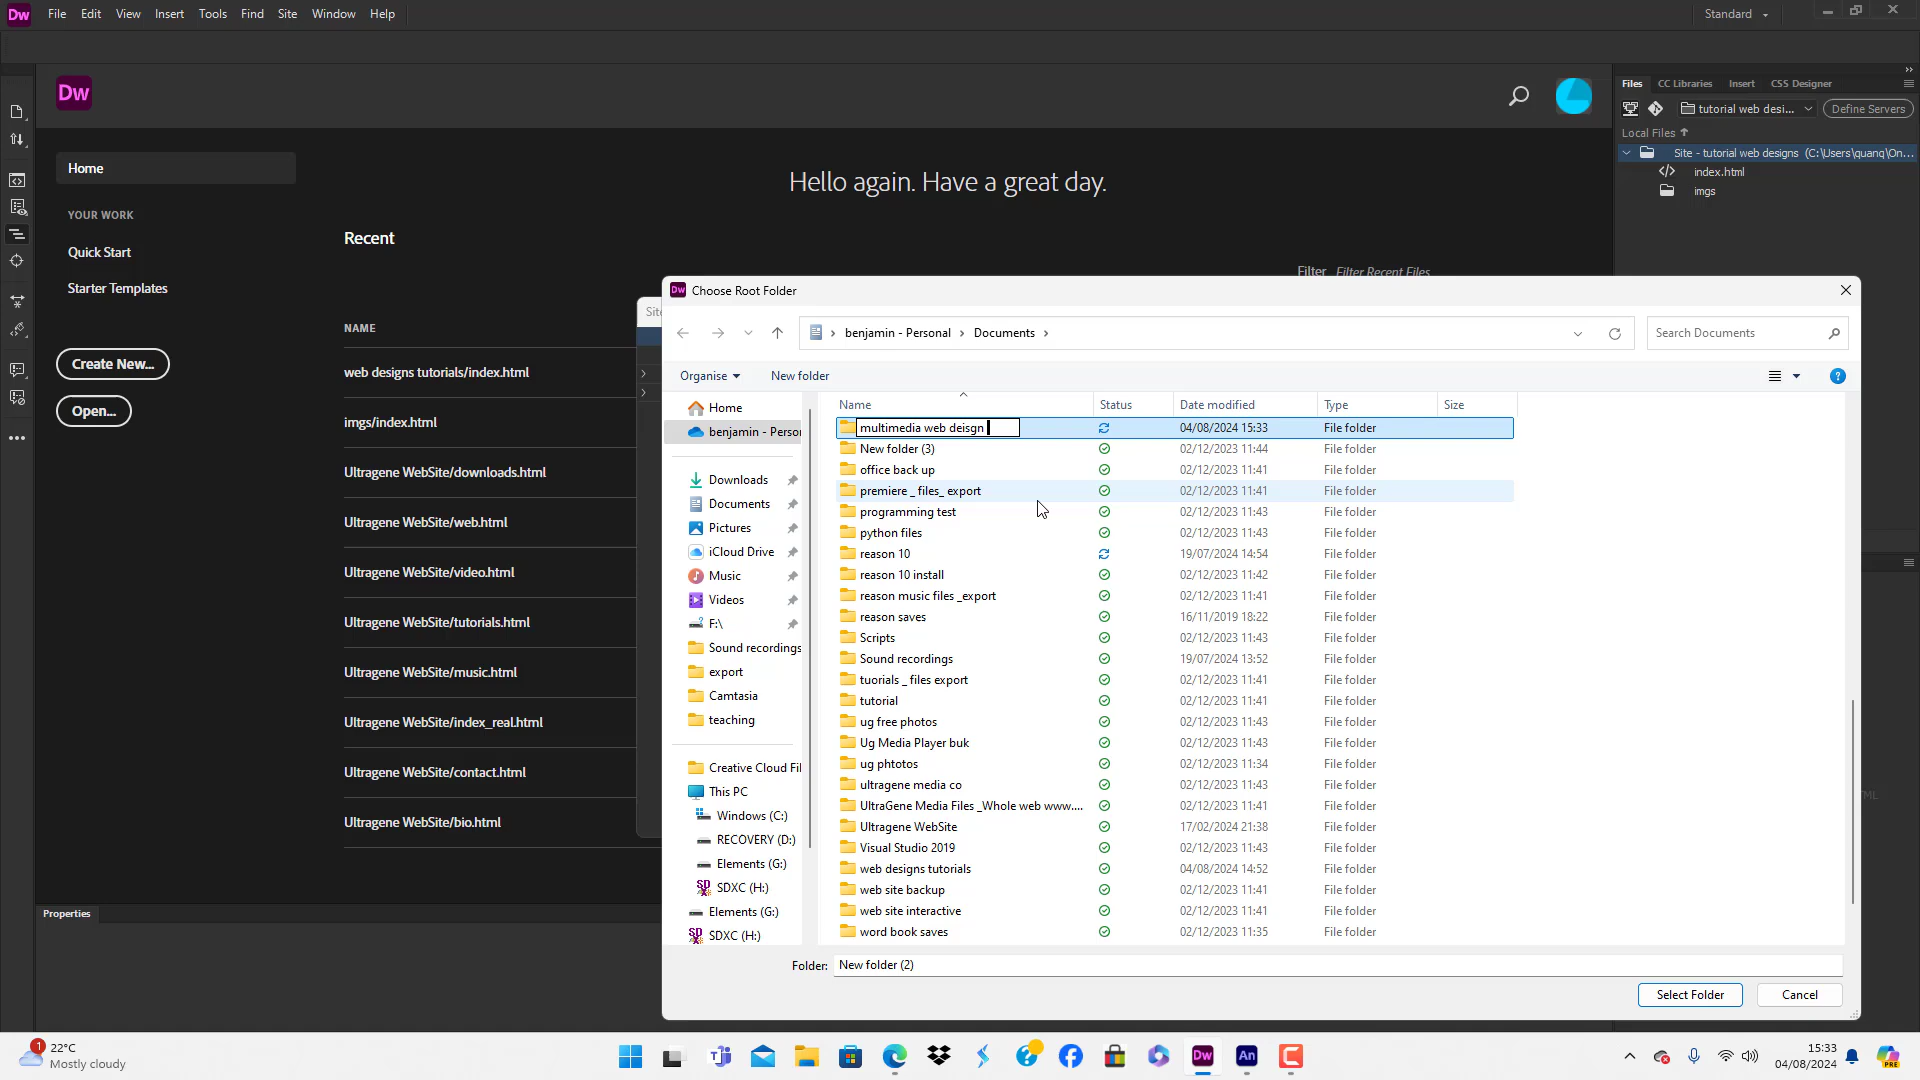 Dw File Edit View Insert Tools Find Site Window Help Standard
Dw
Files CC Libraries Insert CSS Designer
tutorial web desi... Define Servers
Local Files
Site - tutorial web designs (C:\Users\quanq\On...
index.html
imgs
Home
Hello again. Have a great day.
YOUR WORK
Quick Start
Starter Templates
Create New...
Open...
Recent
Filter Filter Recent Files
NAME
web designs tutorials/index.html
imgs/index.html
Ultragene WebSite/downloads.html
Ultragene WebSite/web.html
Ultragene WebSite/video.html
Ultragene WebSite/tutorials.html
Ultragene WebSite/music.html
Ultragene WebSite/index_real.html
Ultragene WebSite/contact.html
Ultragene WebSite/bio.html
Properties
Dw Choose Root Folder
benjamin - Personal Documents
Search Documents
Organise New folder
Home
benjamin - Perso
Downloads
Documents
Pictures
iCloud Drive
Music
Videos
F:\
Sound recordings
export
Camtasia
teaching
Creative Cloud Fil
This PC
Windows (C:)
RECOVERY (D:)
Elements (G:)
SDXC (H:)
Elements (G:)
SDXC (H:)
Name Status Date modified Type Size
multimedia web deisgn 04/08/2024 15:33 File folder
New folder (3) 02/12/2023 11:44 File folder
office back up 02/12/2023 11:41 File folder
premiere _ files_ export 02/12/2023 11:41 File folder
programming test 02/12/2023 11:43 File folder
python files 02/12/2023 11:43 File folder
reason 10 19/07/2024 14:54 File folder
reason 10 install 02/12/2023 11:42 File folder
reason music files _export 02/12/2023 11:41 File folder
reason saves 16/11/2019 18:22 File folder
Scripts 02/12/2023 11:43 File folder
Sound recordings 19/07/2024 13:52 File folder
tuorials _ files export 02/12/2023 11:41 File folder
tutorial 02/12/2023 11:41 File folder
ug free photos 02/12/2023 11:43 File folder
Ug Media Player buk 02/12/2023 11:43 File folder
ug phtotos 02/12/2023 11:34 File folder
ultragene media co 02/12/2023 11:43 File folder
UltraGene Media Files _Whole web www.... 02/12/2023 11:41 File folder
Ultragene WebSite 17/02/2024 21:38 File folder
Visual Studio 2019 02/12/2023 11:43 File folder
web designs tutorials 04/08/2024 14:52 File folder
web site backup 02/12/2023 11:41 File folder
web site interactive 02/12/2023 11:41 File folder
word book saves 02/12/2023 11:35 File folder
Folder: New folder (2)
Select Folder Cancel
1 22°C
Mostly cloudy
Dw An
15:33
04/08/2024
PRE